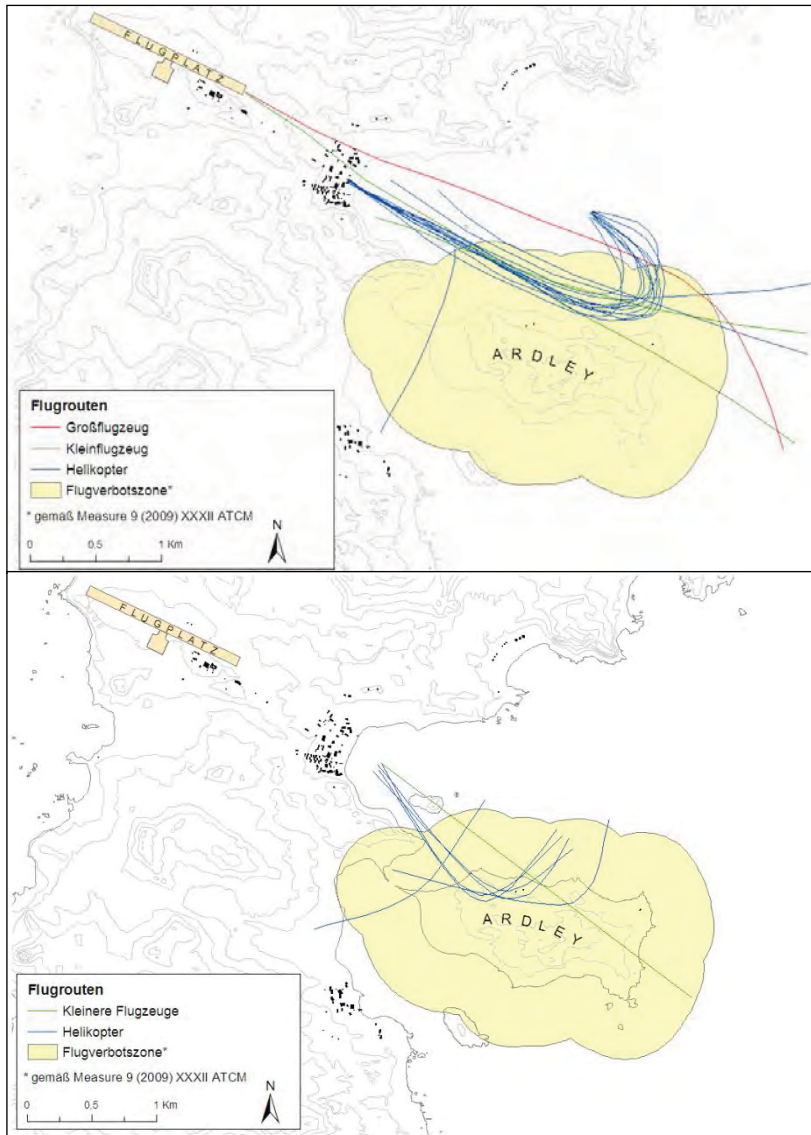 FLUGPLATZ
ARDLEY
Flugrouten
Großflugzeug
Kleinflugzeug
Helikopter
Flugverbotszone*
* gemäß Measure 9 (2009) XXXII ATCM
N
0 0,5 1 Km
FLUGPLATZ
ARDLEY
Flugrouten
Kleinere Flugzeuge
Helikopter
Flugverbotszone*
* gemäß Measure 9 (2009) XXXII ATCM
N
0 0,5 1 Km